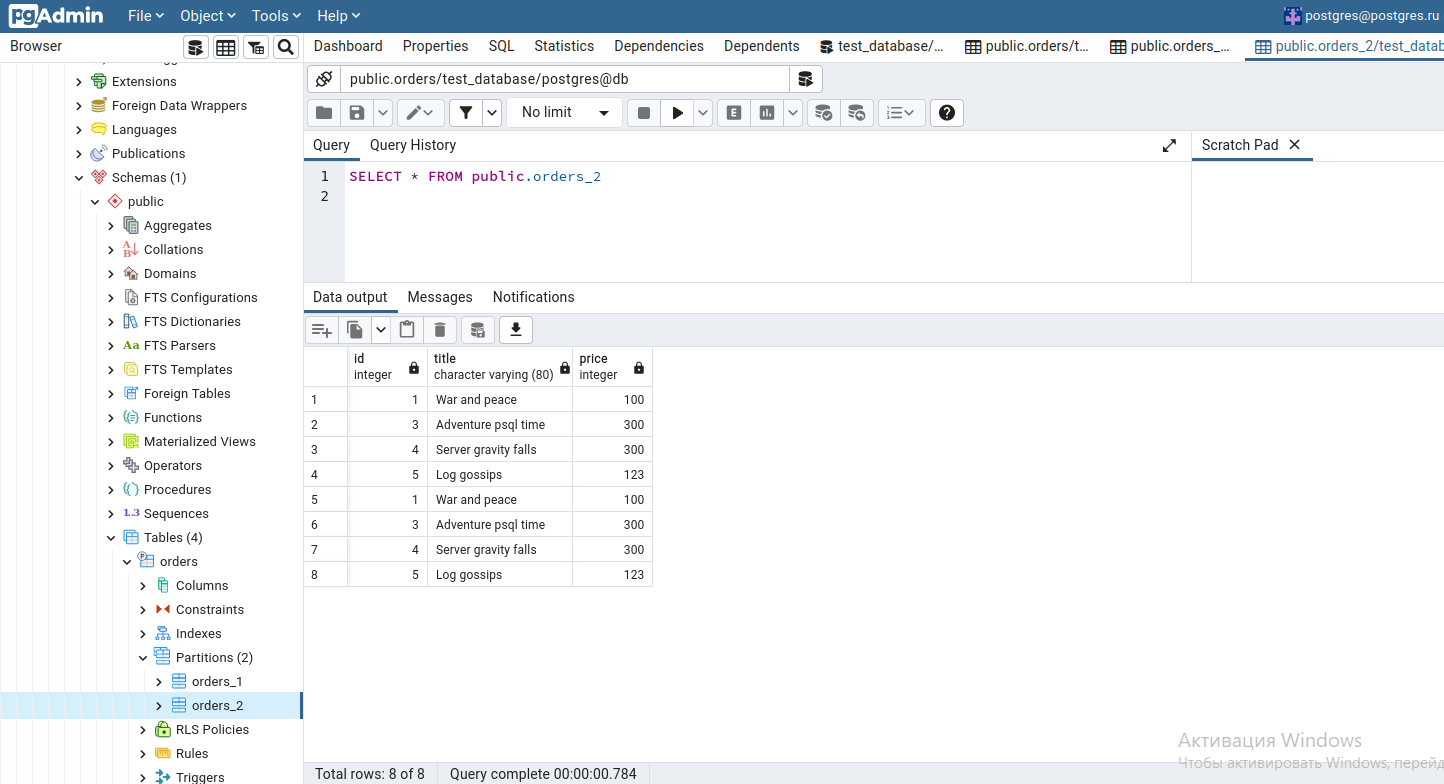 pgAdmin File Object Tools Help postgres@postgres.ru
Browser Dashboard Properties SQL Statistics Dependencies Dependents test_database/... public.orders/t... public.orders_... public.orders_2/test_datab
Extensions
Foreign Data Wrappers
Languages
Publications
Schemas (1)
public
Aggregates
Collations
Domains
FTS Configurations
FTS Dictionaries
Aa FTS Parsers
FTS Templates
Foreign Tables
Functions
Materialized Views
Operators
Procedures
1..3 Sequences
Tables (4)
orders
Columns
Constraints
Indexes
Partitions (2)
orders_1
orders_2
RLS Policies
Rules
Triggers
public.orders/test_database/postgres@db
No limit E
Query Query History Scratch Pad
1 SELECT * FROM public.orders_2
2
Data output Messages Notifications
id title price
integer character varying (80) integer
1 1 War and peace 100
2 3 Adventure psql time 300
3 4 Server gravity falls 300
4 5 Log gossips 123
5 1 War and peace 100
6 3 Adventure psql time 300
7 4 Server gravity falls 300
8 5 Log gossips 123
Активация Windows
Чтобы активировать Windows, перейд
Total rows: 8 of 8 Query complete 00:00:00.784